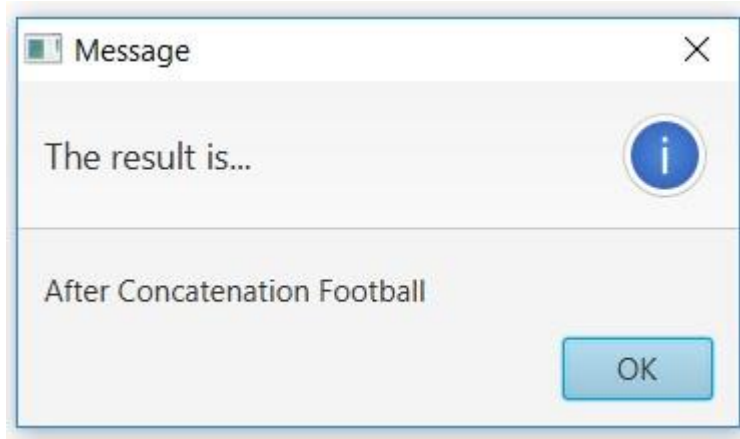 Message
The result is...
i
After Concatenation Football
OK